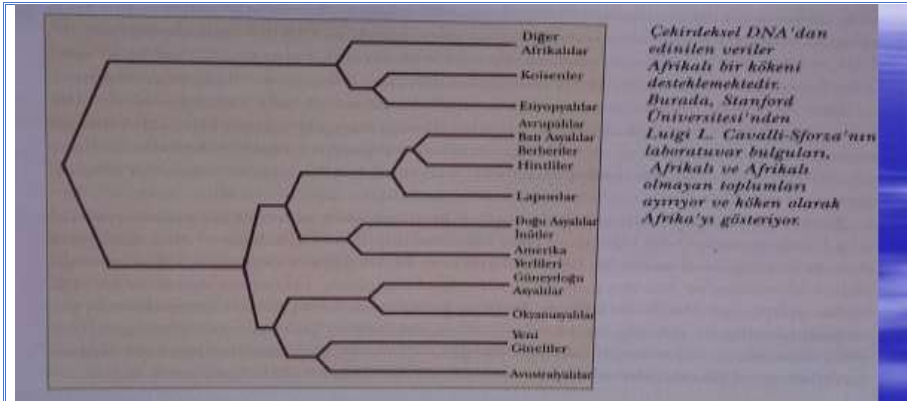 Diğer
Afrikalılar
Koisenler
Etiyopyalılar
Avrupalılar
Batı Asyalılar
Berberiler
Hintliler
Laponlar
Doğu Asyalılar
İnüitler
Amerika
Yerlileri
Güneydoğu
Asyalılar
Okyanusyalılar
Yeni
Gineliler
Avustralyalılar
Çekirdeksel DNA'dan
edinilen veriler
Afrikalı bir kökeni
desteklemektedir.
Burada, Stanford
Üniversitesi'nden
Luigi L. Cavalli-Sforza'nın
laboratuvar bulguları,
Afrikalı ve Afrikalı
olmayan toplumları
ayırıyor ve köken olarak
Afrika'yı gösteriyor.